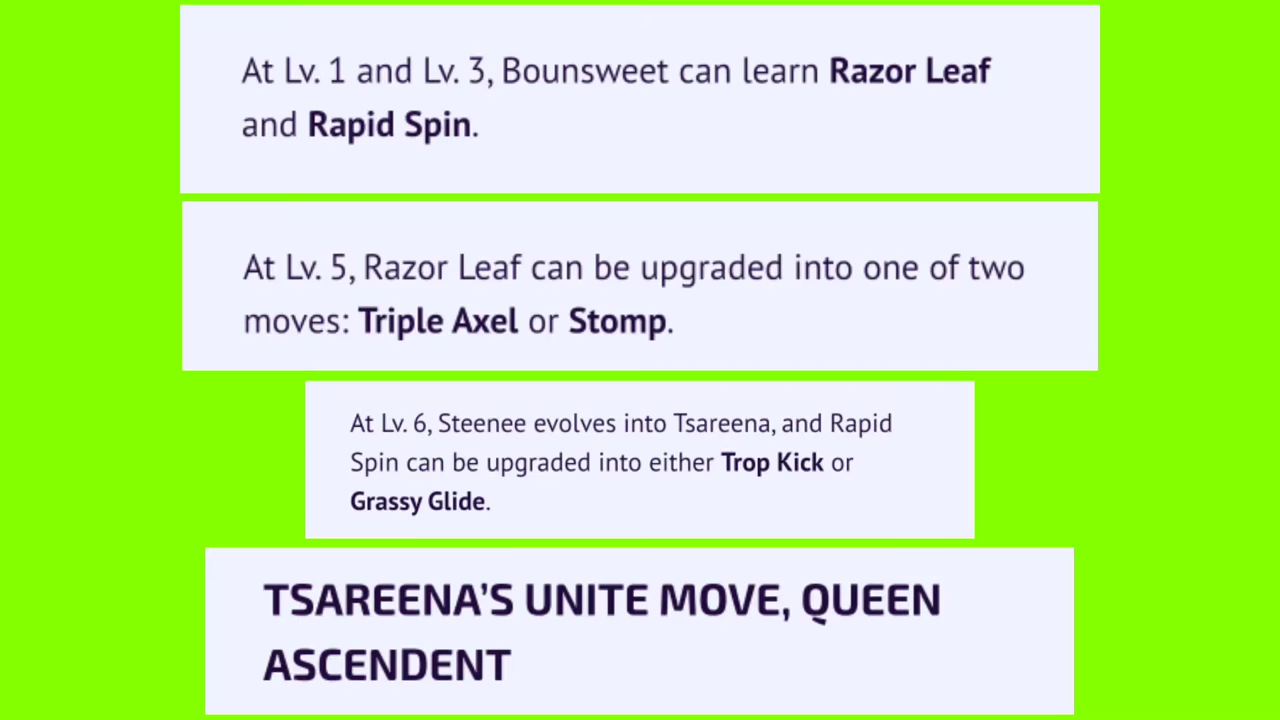 At Lv. 1 and Lv. 3, Bounsweet can learn Razor Leaf
and Rapid Spin.
At Lv. 5, Razor Leaf can be upgraded into one of two
moves: Triple Axel or Stomp.
At Lv. 6, Steenee evolves into Tsareena, and Rapid
Spin can be upgraded into either Trop Kick or
Grassy Glide.
TSAREENA’S UNITE MOVE, QUEEN
ASCENDENT